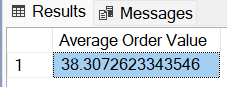 Results Messages
Average Order Value
1 38.3072623343546